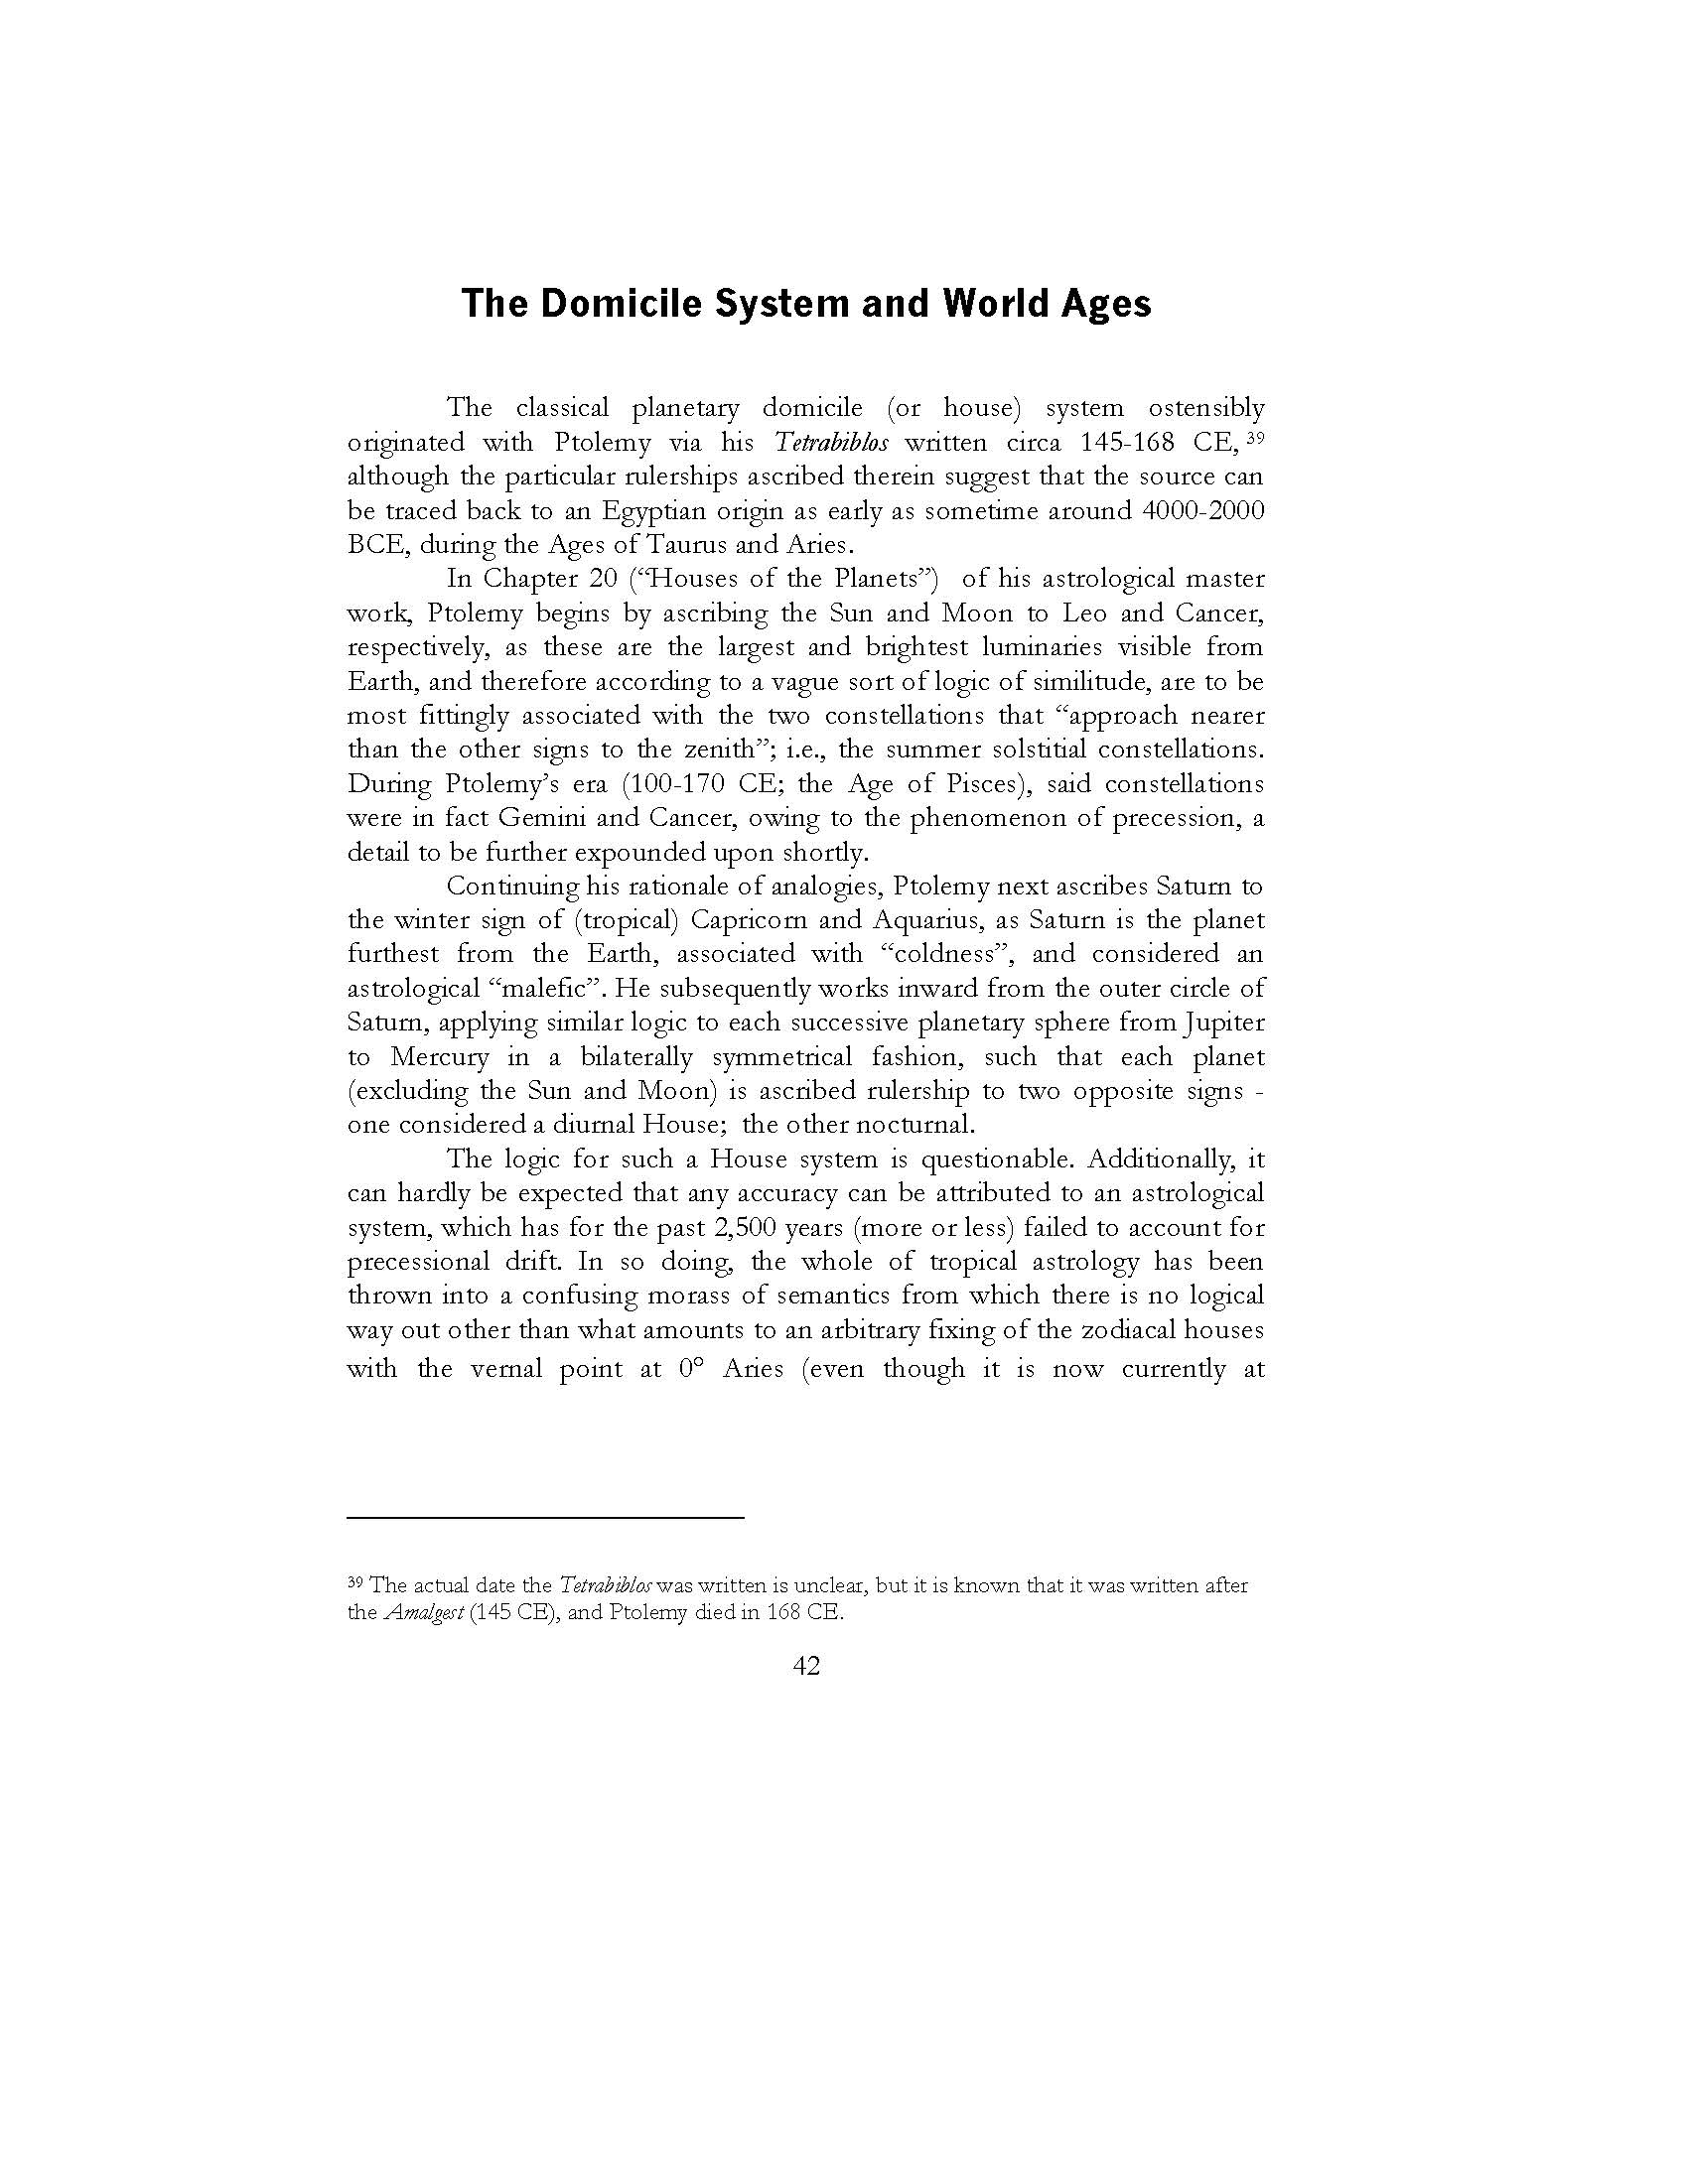 The Domicile System and World Ages
The classical planetary domicile (or house) system ostensibly
originated with Ptolemy via his Tetrabiblos written circa 145-168 CE, 39
although the particular rulerships ascribed therein suggest that the source can
be traced back to an Egyptian origin as early as sometime around 4000-2000
BCE, during the Ages of Taurus and Aries.
In Chapter 20 (“Houses of the Planets”) of his astrological master
work, Ptolemy begins by ascribing the Sun and Moon to Leo and Cancer,
respectively, as these are the largest and brightest luminaries visible from
Earth, and therefore according to a vague sort of logic of similitude, are to be
most fittingly associated with the two constellations that “approach nearer
than the other signs to the zenith”; i.e., the summer solstitial constellations.
During Ptolemy’s era (100-170 CE; the Age of Pisces), said constellations
were in fact Gemini and Cancer, owing to the phenomenon of precession, a
detail to be further expounded upon shortly.
Continuing his rationale of analogies, Ptolemy next ascribes Saturn to
the winter sign of (tropical) Capricorn and Aquarius, as Saturn is the planet
furthest from the Earth, associated with “coldness”, and considered an
astrological “malefic”. He subsequently works inward from the outer circle of
Saturn, applying similar logic to each successive planetary sphere from Jupiter
to Mercury in a bilaterally symmetrical fashion, such that each planet
(excluding the Sun and Moon) is ascribed rulership to two opposite signs -
one considered a diurnal House; the other nocturnal.
The logic for such a House system is questionable. Additionally, it
can hardly be expected that any accuracy can be attributed to an astrological
system, which has for the past 2,500 years (more or less) failed to account for
precessional drift. In so doing, the whole of tropical astrology has been
thrown into a confusing morass of semantics from which there is no logical
way out other than what amounts to an arbitrary fixing of the zodiacal houses
with the vernal point at 0° Aries (even though it is now currently at
39 The actual date the Tetrabiblos was written is unclear, but it is known that it was written after
the Amalgest (145 CE), and Ptolemy died in 168 CE.
42